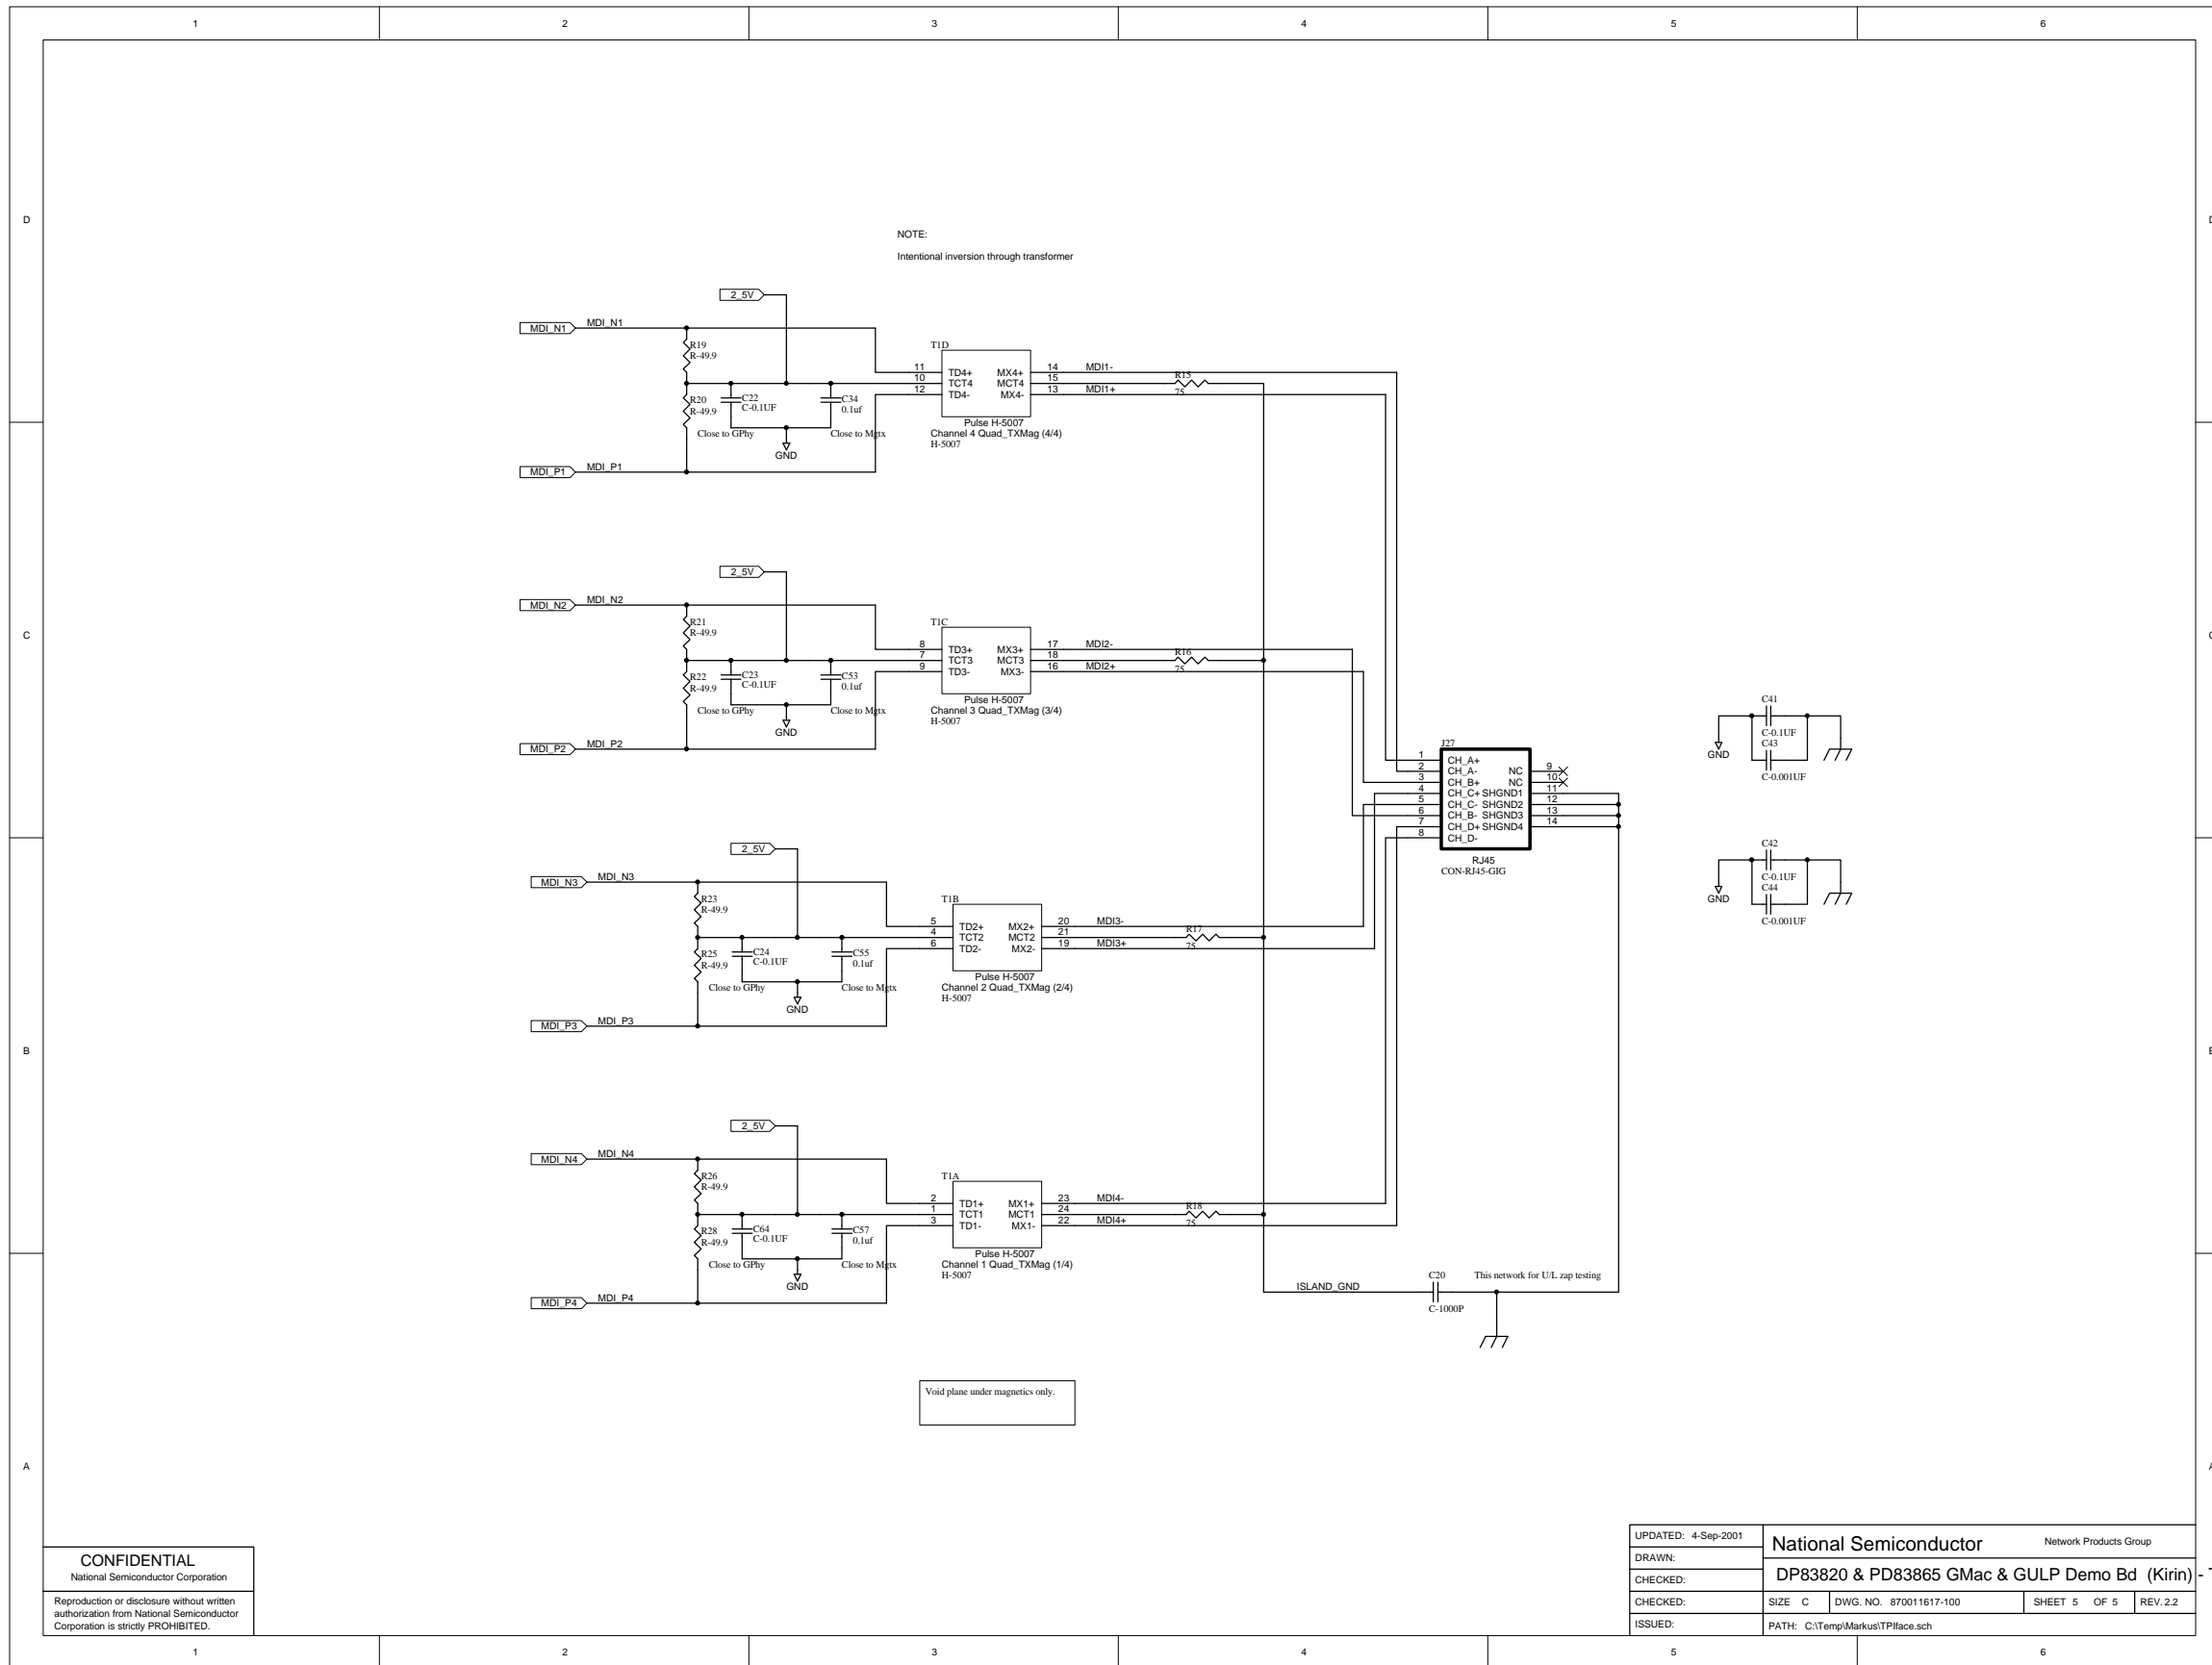 1 2 3 4 5 6
D
NOTE:
Intentional inversion through transformer
2_5V
MDI_N1 MDI_N1
R19
R-49.9
R20
R-49.9
C22
C-0.1UF
C34
0.1uf
Close to GPhy
Close to Mgtx
GND
MDI_P1 MDI_P1
T1D
11 TD4+ MX4+ 14 MDI1-
10 TCT4 MCT4 15
12 TD4- MX4- 13 MDI1+
Pulse H-5007
Channel 4 Quad_TXMag (4/4)
H-5007
R15
75
C
2_5V
MDI_N2 MDI_N2
R21
R-49.9
R22
R-49.9
C23
C-0.1UF
C53
0.1uf
Close to GPhy
Close to Mgtx
GND
MDI_P2 MDI_P2
T1C
8 TD3+ MX3+ 17 MDI2-
7 TCT3 MCT3 18
9 TD3- MX3- 16 MDI2+
Pulse H-5007
Channel 3 Quad_TXMag (3/4)
H-5007
R16
75
J27
1 CH_A+
2 CH_A- NC 9
3 CH_B+ NC 10
4 CH_C+ SHGND1 11
5 CH_C- SHGND2 12
6 CH_B- SHGND3 13
7 CH_D+ SHGND4 14
8 CH_D-
RJ45
CON-RJ45-GIG
C41
C-0.1UF
C43
C-0.001UF
GND
C42
C-0.1UF
C44
C-0.001UF
GND
B
2_5V
MDI_N3 MDI_N3
R23
R-49.9
R25
R-49.9
C24
C-0.1UF
C55
0.1uf
Close to GPhy
Close to Mgtx
GND
MDI_P3 MDI_P3
T1B
5 TD2+ MX2+ 20 MDI3-
4 TCT2 MCT2 21
6 TD2- MX2- 19 MDI3+
Pulse H-5007
Channel 2 Quad_TXMag (2/4)
H-5007
R17
75
2_5V
MDI_N4 MDI_N4
R26
R-49.9
R28
R-49.9
C64
C-0.1UF
C57
0.1uf
Close to GPhy
Close to Mgtx
GND
MDI_P4 MDI_P4
T1A
2 TD1+ MX1+ 23 MDI4-
1 TCT1 MCT1 24
3 TD1- MX1- 22 MDI4+
Pulse H-5007
Channel 1 Quad_TXMag (1/4)
H-5007
R18
75
ISLAND_GND
C20
C-1000P
This network for U/L zap testing
Void plane under magnetics only.
A
CONFIDENTIAL
National Semiconductor Corporation
Reproduction or disclosure without written
authorization from National Semiconductor
Corporation is strictly PROHIBITED.
UPDATED: 4-Sep-2001
DRAWN:
CHECKED:
CHECKED:
ISSUED:
National Semiconductor Network Products Group
DP83820 & PD83865 GMac & GULP Demo Bd (Kirin) -
SIZE C DWG. NO. 870011617-100 SHEET 5 OF 5 REV. 2.2
PATH: C:\Temp\Markus\TPIface.sch
1 2 3 4 5 6